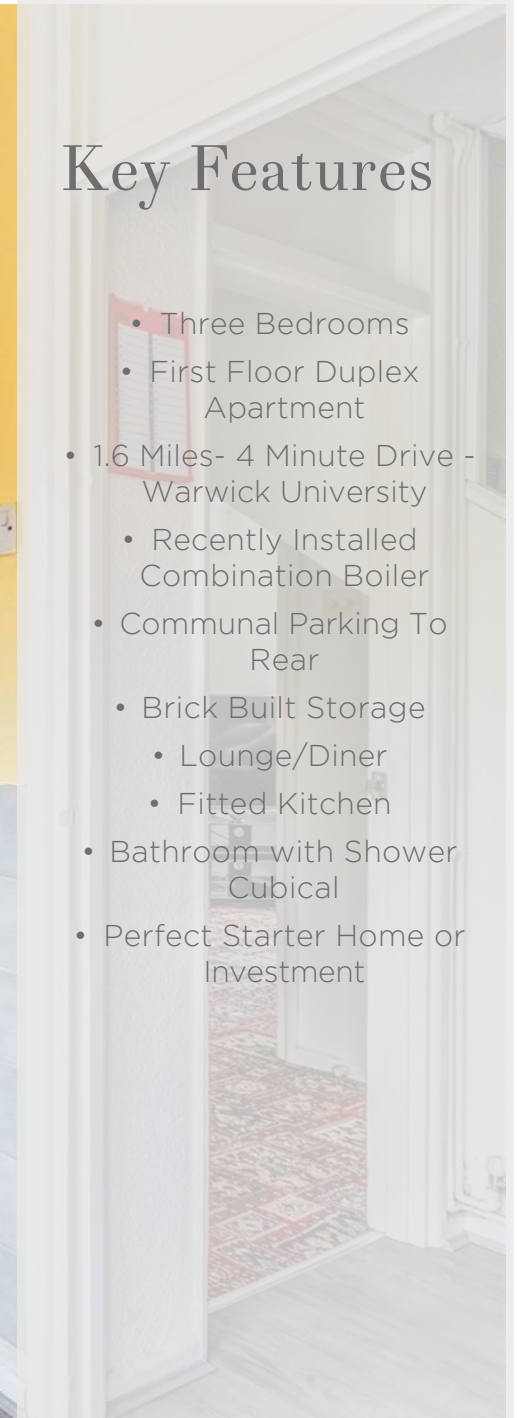 Key Features
• Three Bedrooms
• First Floor Duplex
Apartment
• 1.6 Miles- 4 Minute Drive -
Warwick University
• Recently Installed
Combination Boiler
• Communal Parking To
Rear
• Brick Built Storage
• Lounge/Diner
• Fitted Kitchen
• Bathroom with Shower
Cubical
• Perfect Starter Home or
Investment